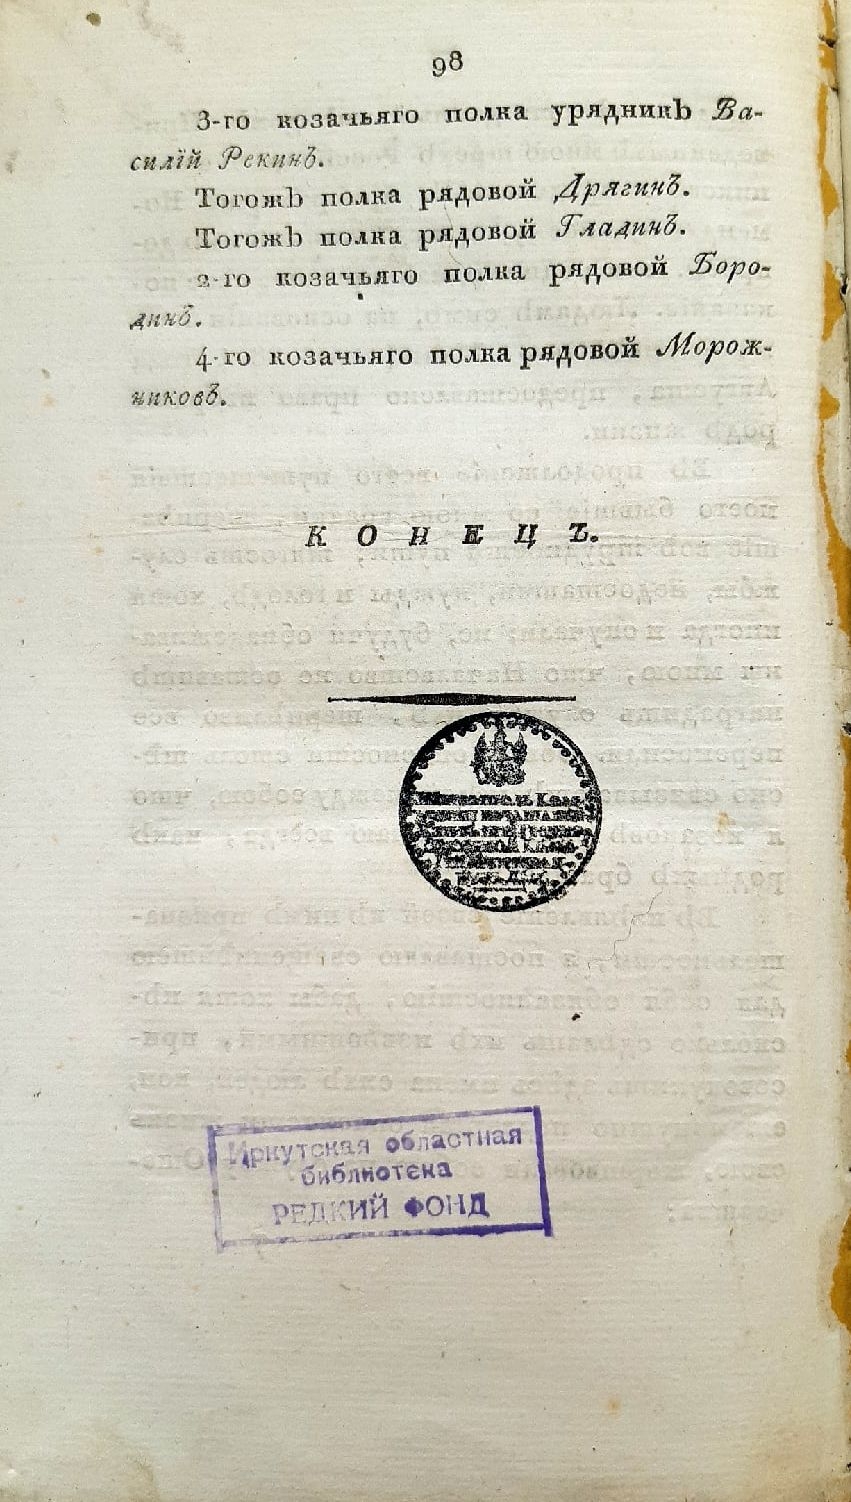 98
3-го козачьяго полка урядникЪ Ва-
силїй РекинЪ.
ТогожЪ полка рядовой ДрягинЪ.
ТогожЪ полка рядовой ГладинЪ.
2-го козачьяго полка рядовой Боро-
динЪ.
4-го козачьяго полка рядовой Морож-
никовЪ.
КОНЕЦЪ.
Иркутская областная
библиотека
РЕДКИЙ ФОНД